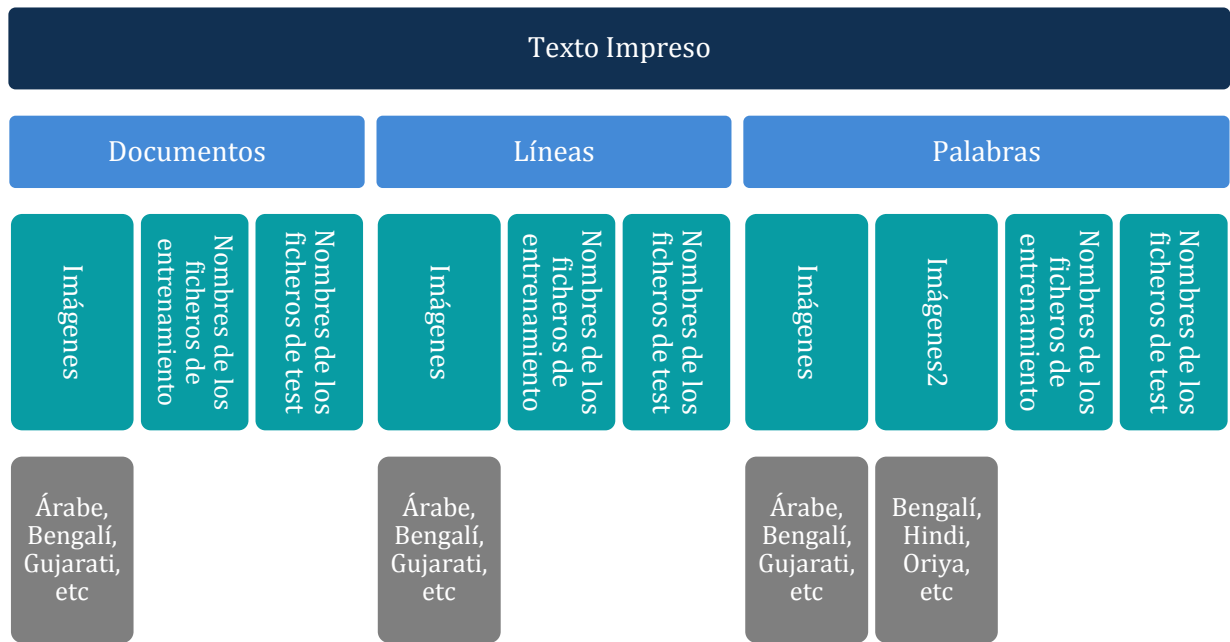 Texto Impreso
Documentos
Líneas
Palabras
Imágenes
Nombres de los
ficheros de
entrenamiento
Nombres de los
ficheros de test
Imágenes
Nombres de los
ficheros de
entrenamiento
Nombres de los
ficheros de test
Imágenes
Imágenes2
Nombres de los
ficheros de
entrenamiento
Nombres de los
ficheros de test
Árabe,
Bengalí,
Gujarati,
etc
Árabe,
Bengalí,
Gujarati,
etc
Árabe,
Bengalí,
Gujarati,
etc
Bengalí,
Hindi,
Oriya,
etc